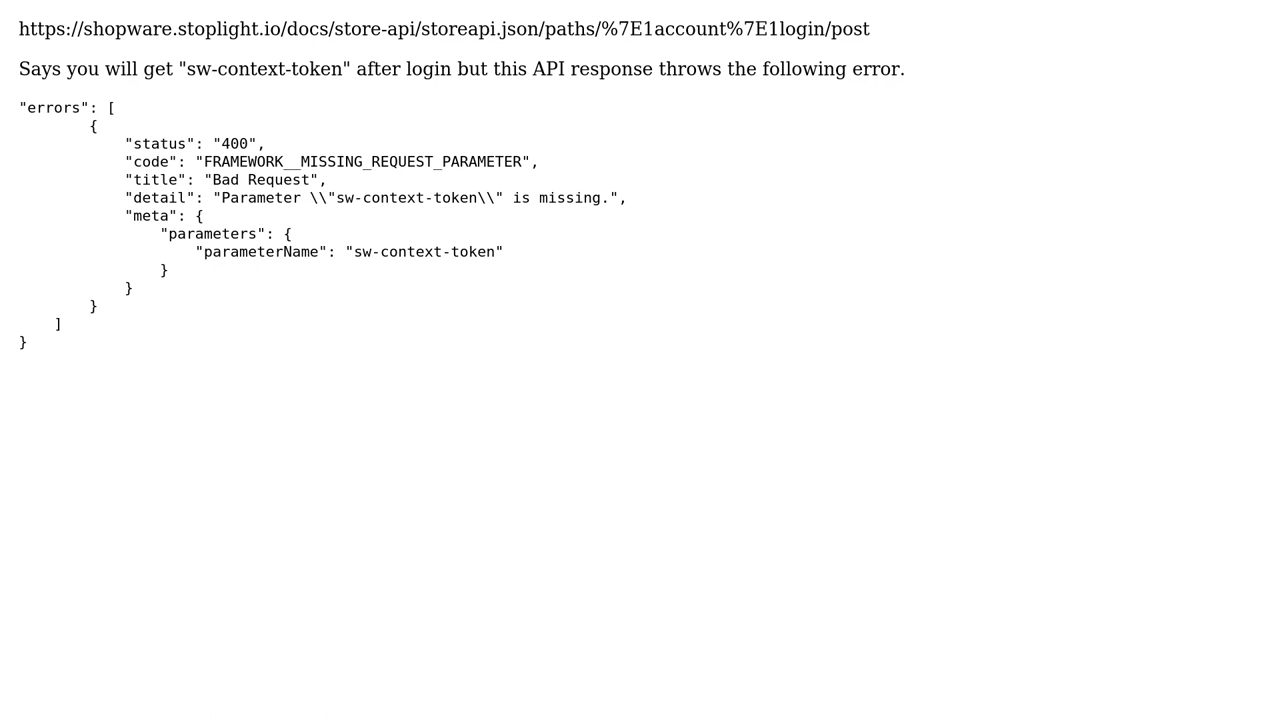 https://shopware.stoplight.io/docs/store-api/storeapi.json/paths/%7E1account%7E1login/post
Says you will get "sw-context-token" after login but this API response throws the following error.
"errors": [
        {
            "status": "400",
            "code": "FRAMEWORK__MISSING_REQUEST_PARAMETER",
            "title": "Bad Request",
            "detail": "Parameter \\"sw-context-token\\" is missing.",
            "meta": {
                "parameters": {
                    "parameterName": "sw-context-token"
                }
            }
        }
    ]
}